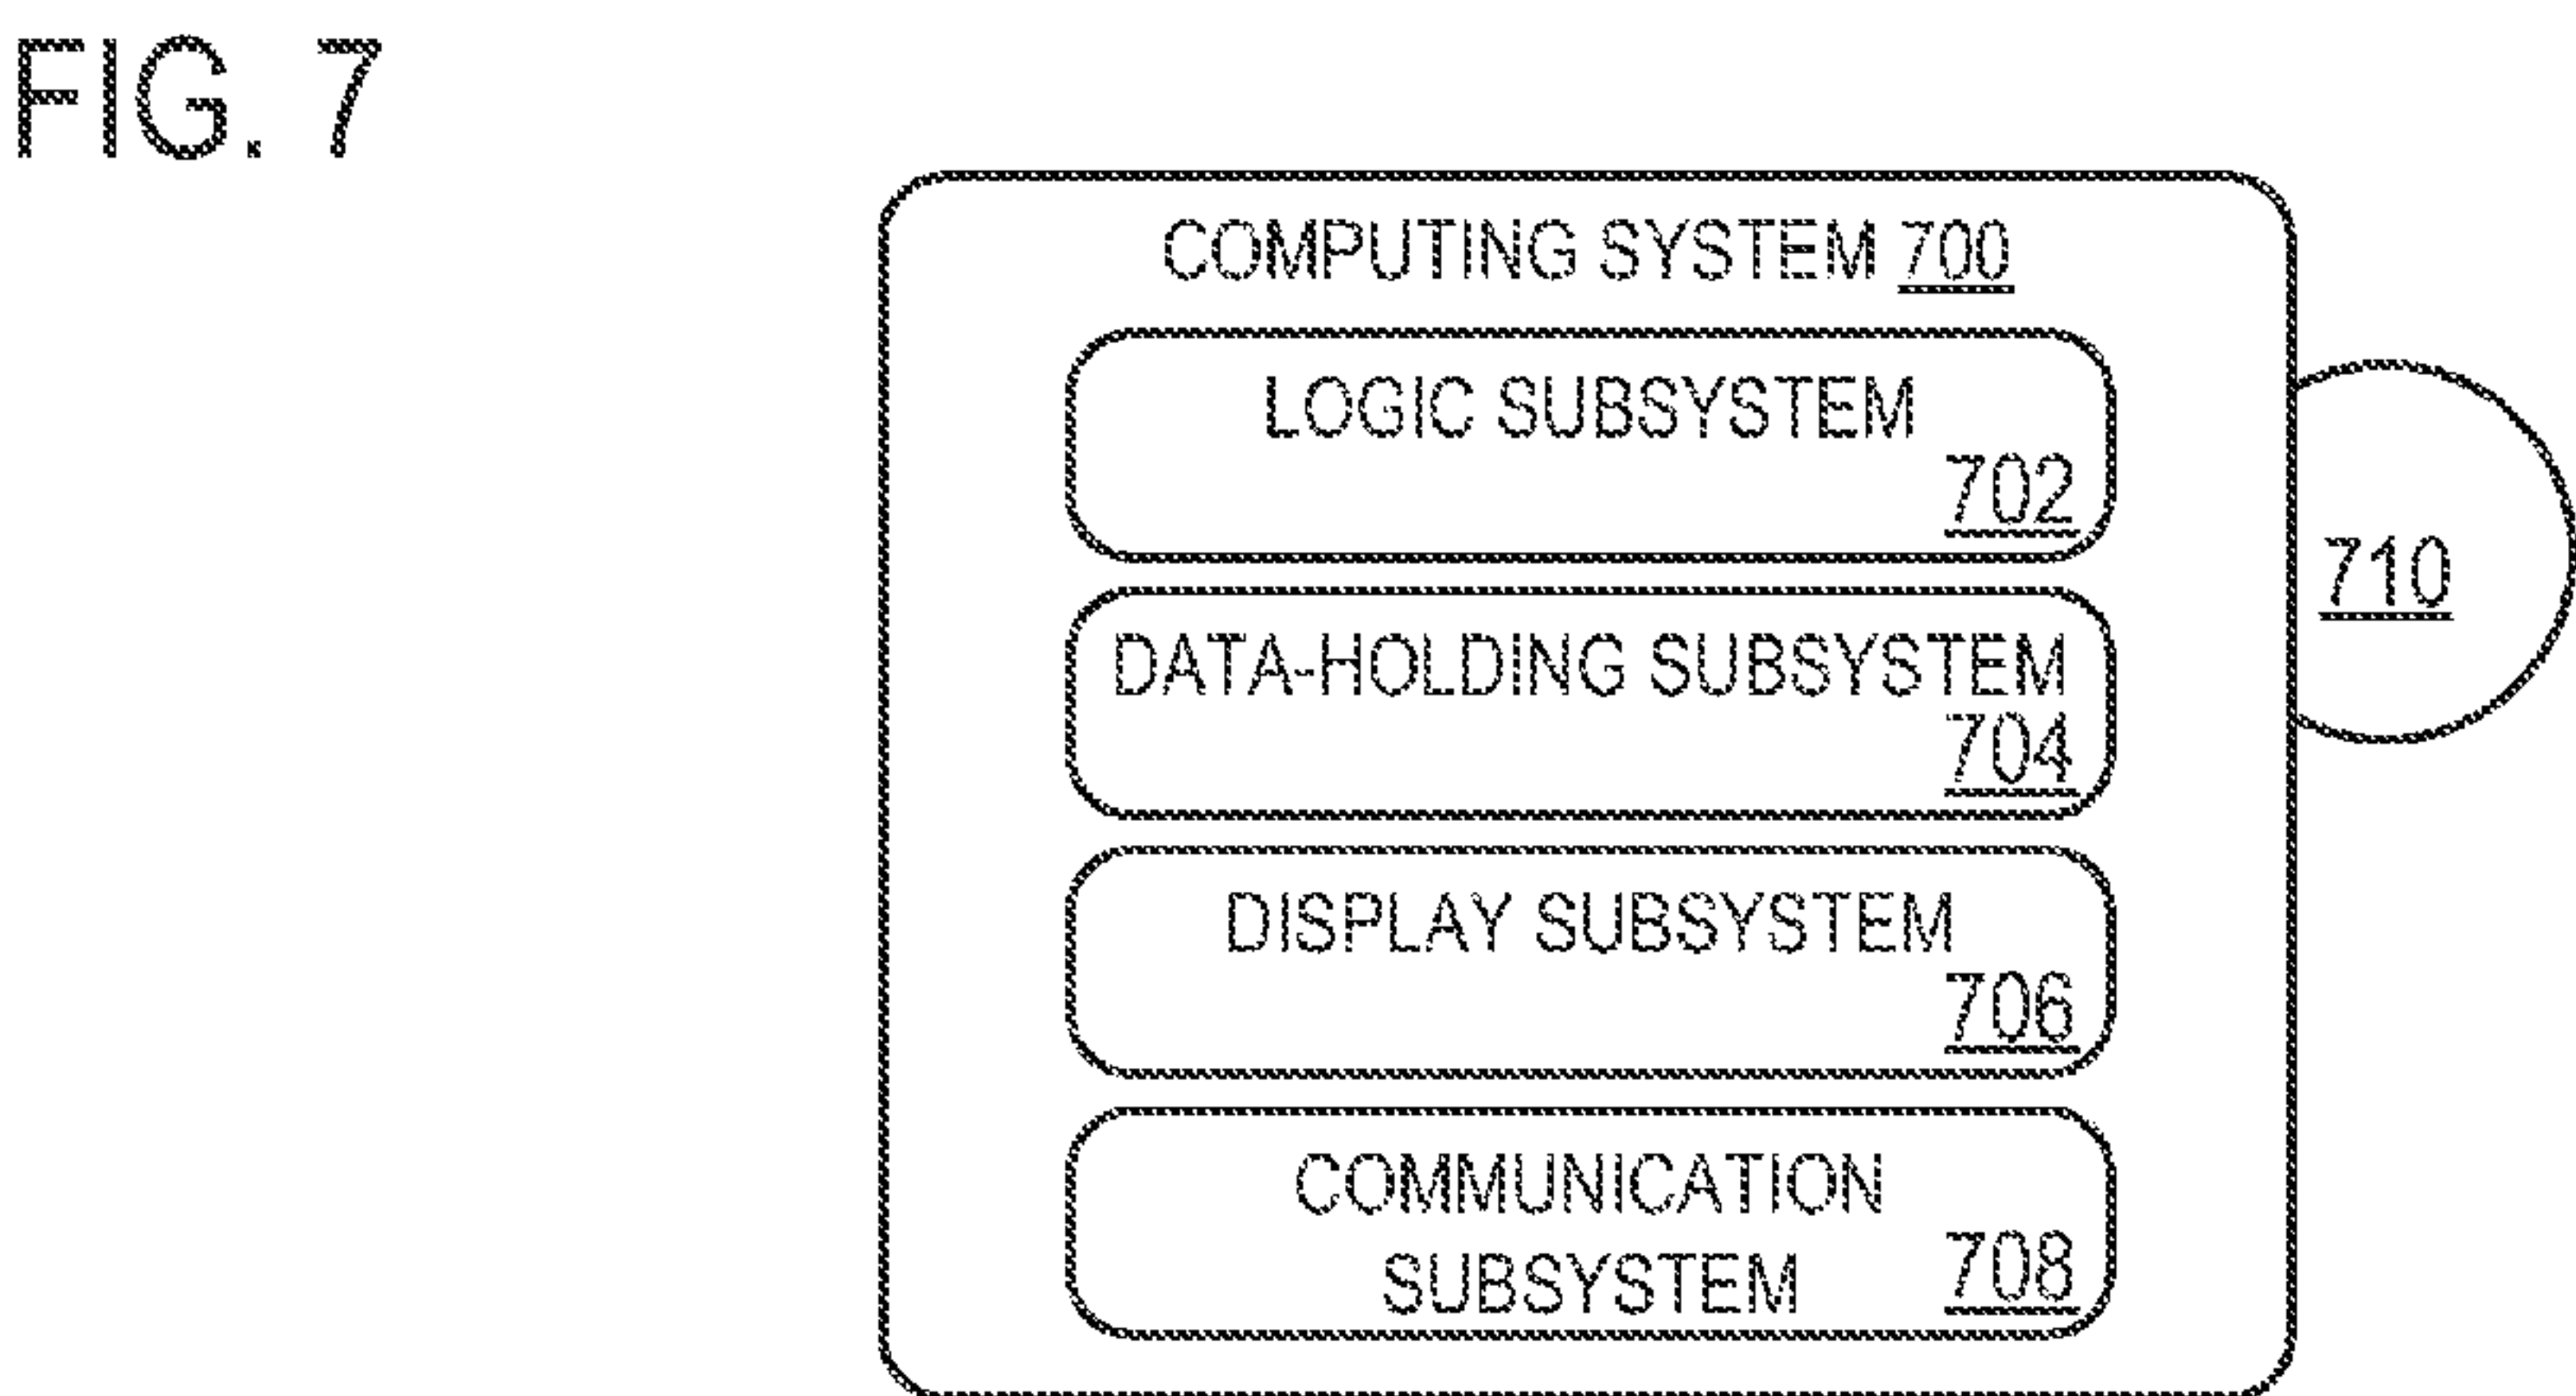 FIG. 7
COMPUTING SYSTEM 700
LOGIC SUBSYSTEM
702
710
DATA-HOLDING SUBSYSTEM
704
DISPLAY SUBSYSTEM
706
COMMUNICATION
SUBSYSTEM 708